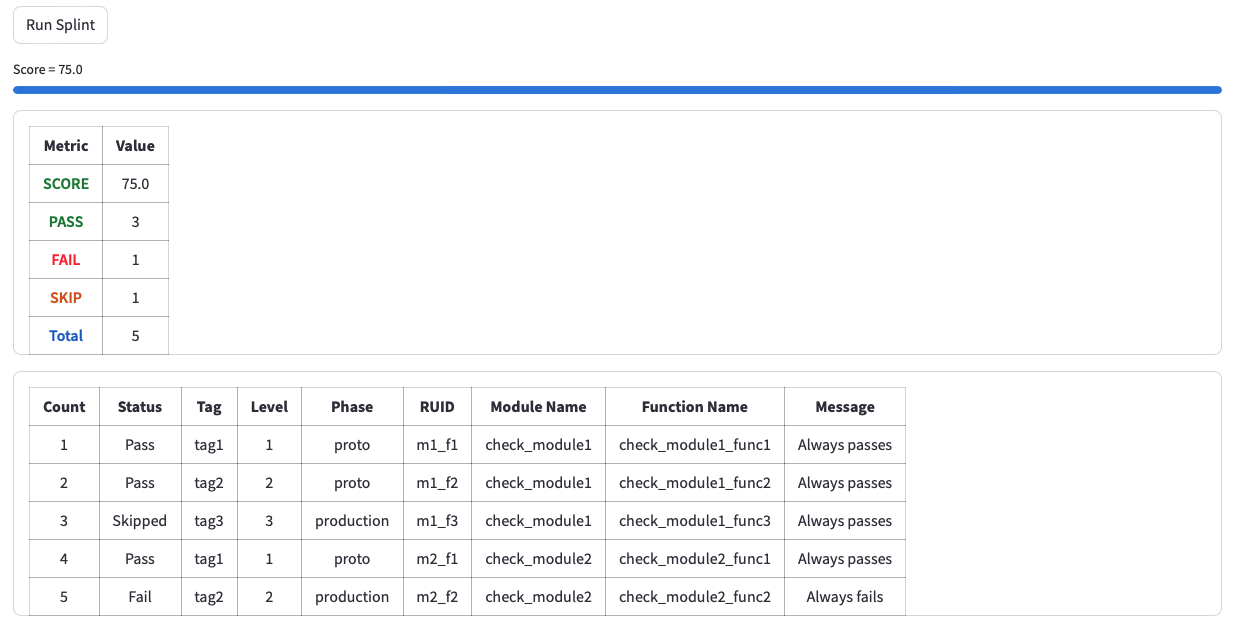 Run Splint
Score = 75.0
Metric Value
SCORE 75.0
PASS 3
FAIL 1
SKIP 1
Total 5
Count Status Tag Level Phase RUID Module Name Function Name Message
1 Pass tag1 1 proto m1_f1 check_module1 check_module1_func1 Always passes
2 Pass tag2 2 proto m1_f2 check_module1 check_module1_func2 Always passes
3 Skipped tag3 3 production m1_f3 check_module1 check_module1_func3 Always passes
4 Pass tag1 1 proto m2_f1 check_module2 check_module2_func1 Always passes
5 Fail tag2 2 production m2_f2 check_module2 check_module2_func2 Always fails